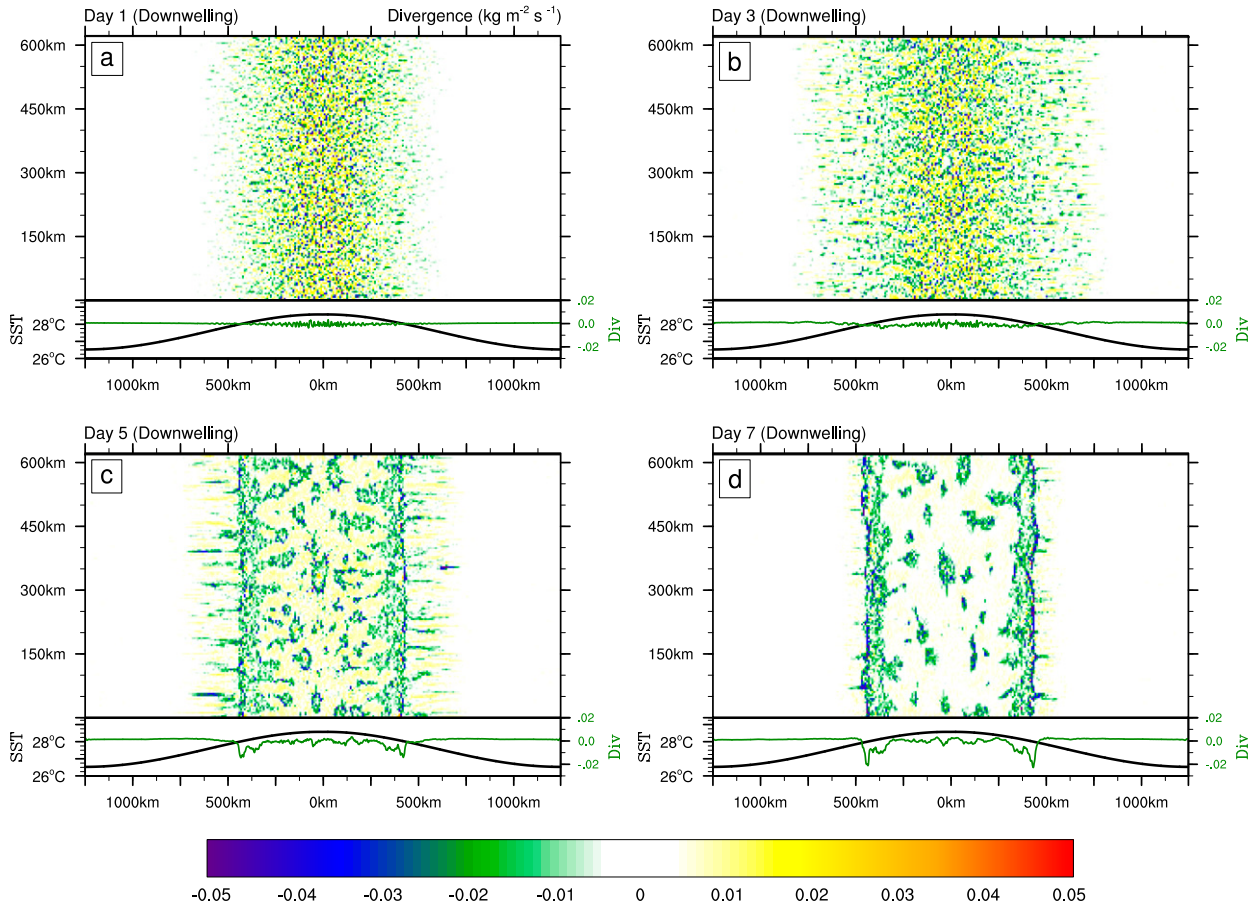 Day 1 (Downwelling) Divergence (kg m-2 s-1)
a
600km
450km
300km
150km
SST
28°C
26°C
.02
0.0
-.02
Div
1000km 500km 0km 500km 1000km
Day 3 (Downwelling)
b
600km
450km
300km
150km
SST
28°C
26°C
.02
0.0
-.02
Div
1000km 500km 0km 500km 1000km
Day 5 (Downwelling)
c
600km
450km
300km
150km
SST
28°C
26°C
.02
0.0
-.02
Div
1000km 500km 0km 500km 1000km
Day 7 (Downwelling)
d
600km
450km
300km
150km
SST
28°C
26°C
.02
0.0
-.02
Div
1000km 500km 0km 500km 1000km
-0.05 -0.04 -0.03 -0.02 -0.01 0 0.01 0.02 0.03 0.04 0.05